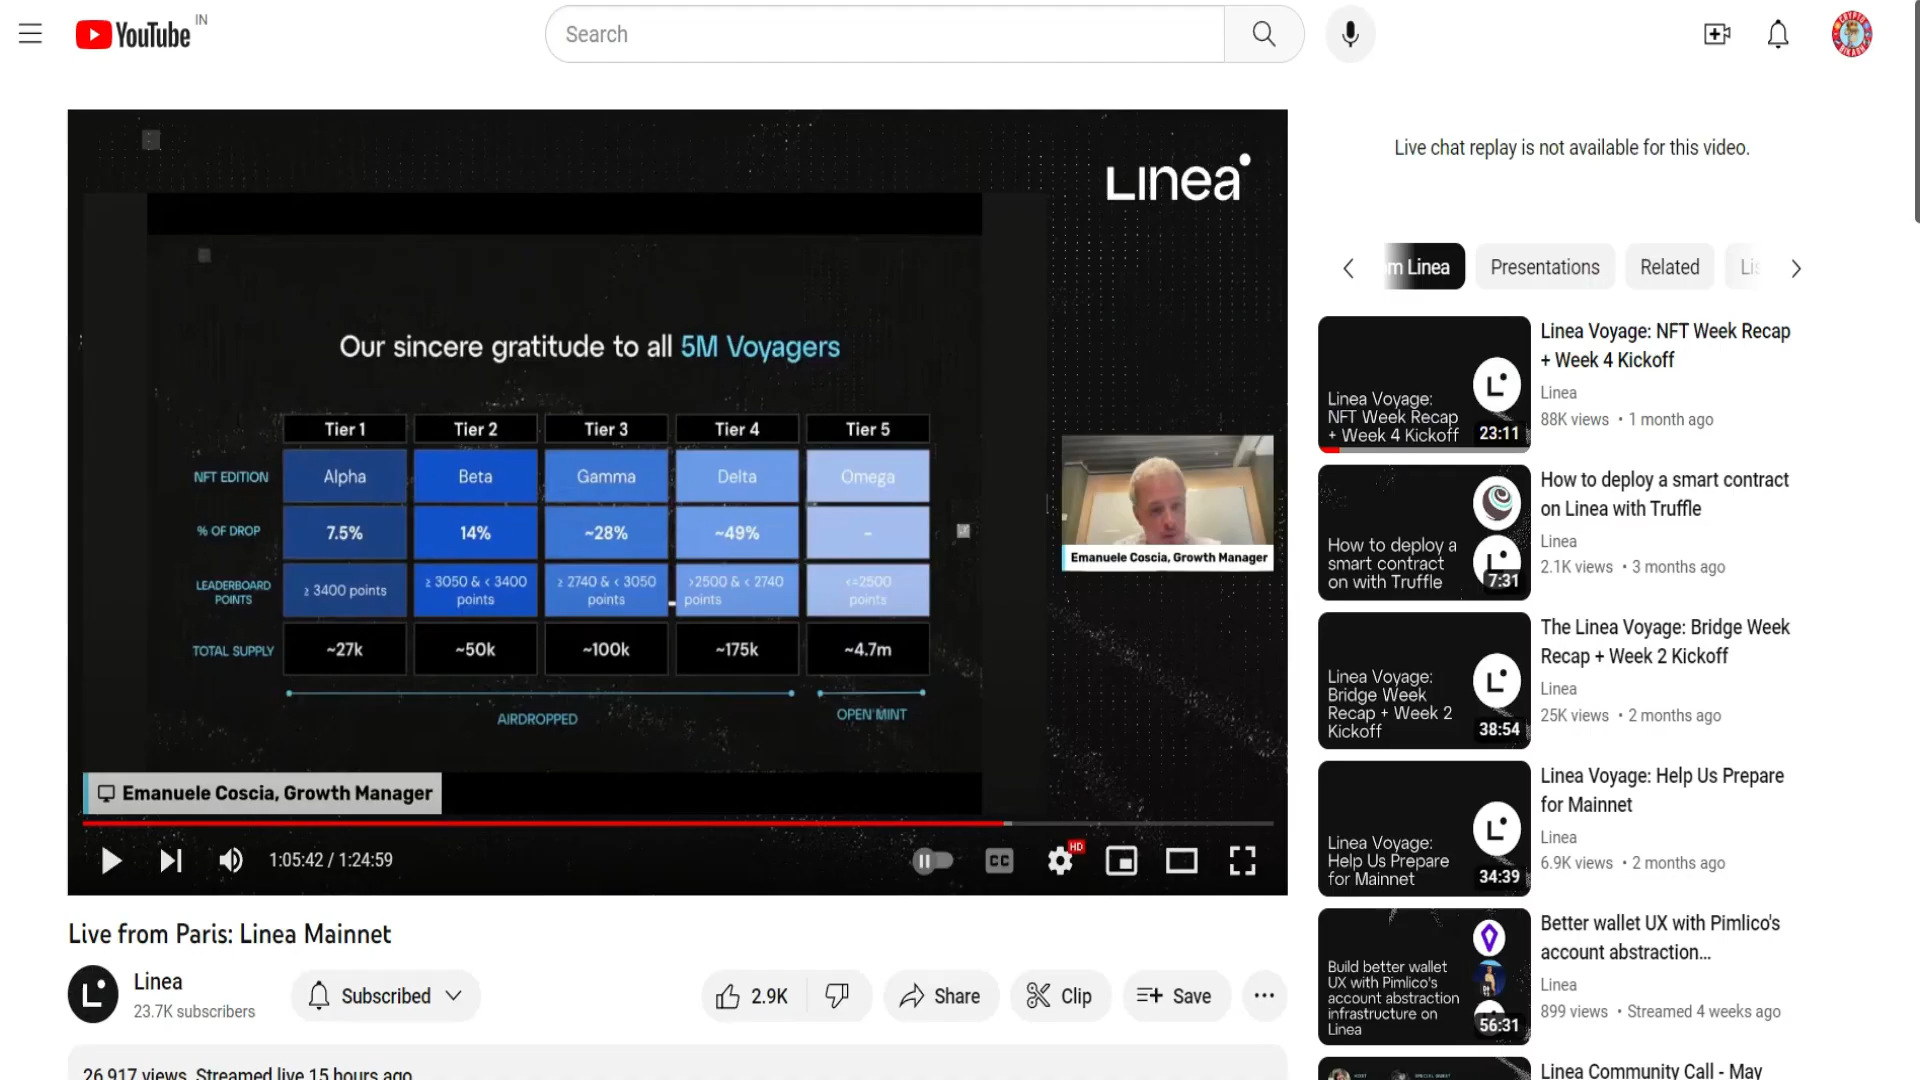 YouTube IN
Search
Linea
Our sincere gratitude to all 5M Voyagers
Tier 1 Tier 2 Tier 3 Tier 4 Tier 5
NFT EDITION Alpha Beta Gamma Delta Omega
% OF DROP 7.5% 14% ~28% ~49% -
LEADERBOARD POINTS ≥ 3400 points ≥ 3050 & < 3400 points ≥ 2740 & < 3050 points >2500 & < 2740 points <=2500 points
TOTAL SUPPLY ~27k ~50k ~100k ~175k ~4.7m
AIRDROPPED OPEN MINT
Emanuele Coscia, Growth Manager
Emanuele Coscia, Growth Manager
1:05:42 / 1:24:59
CC
HD
Live from Paris: Linea Mainnet
Linea
23.7K subscribers
Subscribed
2.9K
Share
Clip
Save
26,917 views Streamed live 15 hours ago
Live chat replay is not available for this video.
m Linea Presentations Related Lis
Linea Voyage:
NFT Week Recap
+ Week 4 Kickoff
23:11
Linea Voyage: NFT Week Recap
+ Week 4 Kickoff
Linea
88K views • 1 month ago
How to deploy a
smart contract
on with Truffle
7:31
How to deploy a smart contract
on Linea with Truffle
Linea
2.1K views • 3 months ago
Linea Voyage:
Bridge Week
Recap + Week 2
Kickoff
38:54
The Linea Voyage: Bridge Week
Recap + Week 2 Kickoff
Linea
25K views • 2 months ago
Linea Voyage:
Help Us Prepare
for Mainnet
34:39
Linea Voyage: Help Us Prepare
for Mainnet
Linea
6.9K views • 2 months ago
Build better wallet
UX with Pimlico's
account abstraction
infrastructure on
Linea
56:31
Better wallet UX with Pimlico's
account abstraction...
Linea
899 views • Streamed 4 weeks ago
Linea Community Call - May